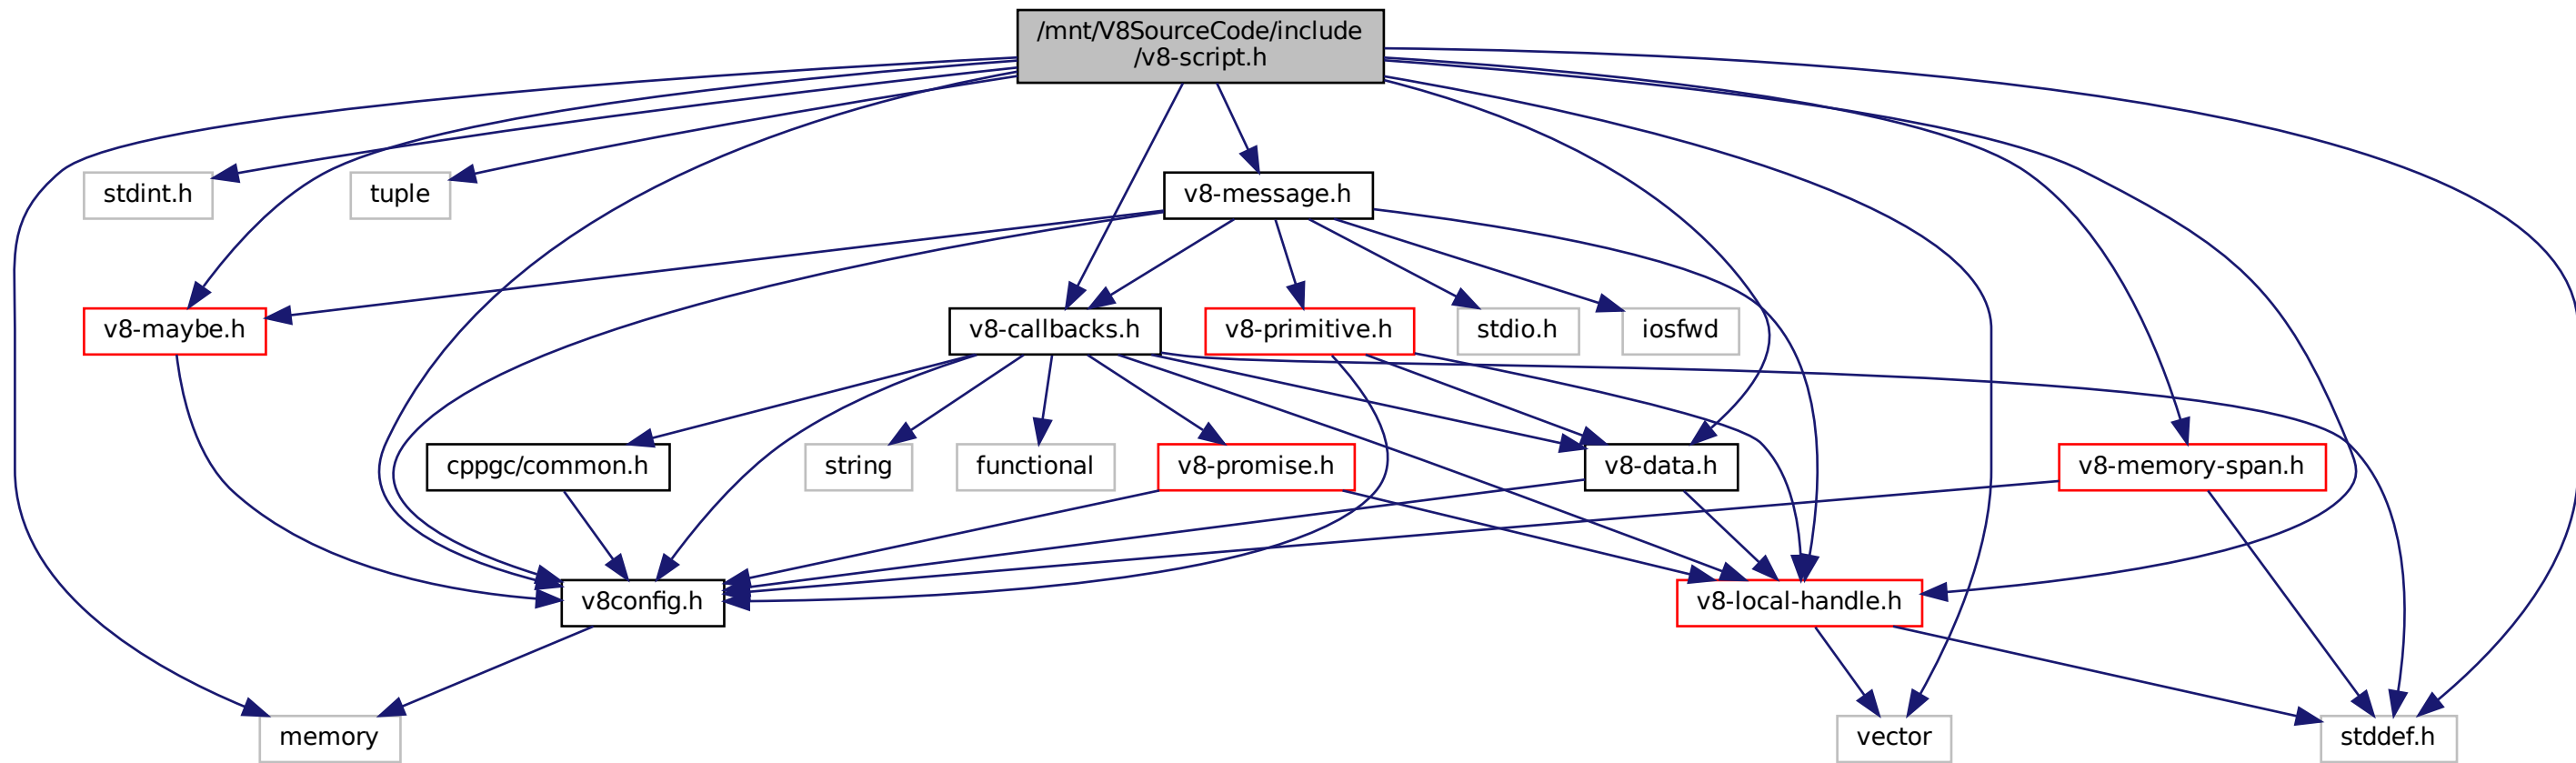 /mnt/V8SourceCode/include
/v8-script.h
stdint.h
tuple
v8-message.h
v8-maybe.h
v8-callbacks.h
v8-primitive.h
stdio.h
iosfwd
cppgc/common.h
string
functional
v8-promise.h
v8-data.h
v8-memory-span.h
v8config.h
v8-local-handle.h
memory
vector
stddef.h